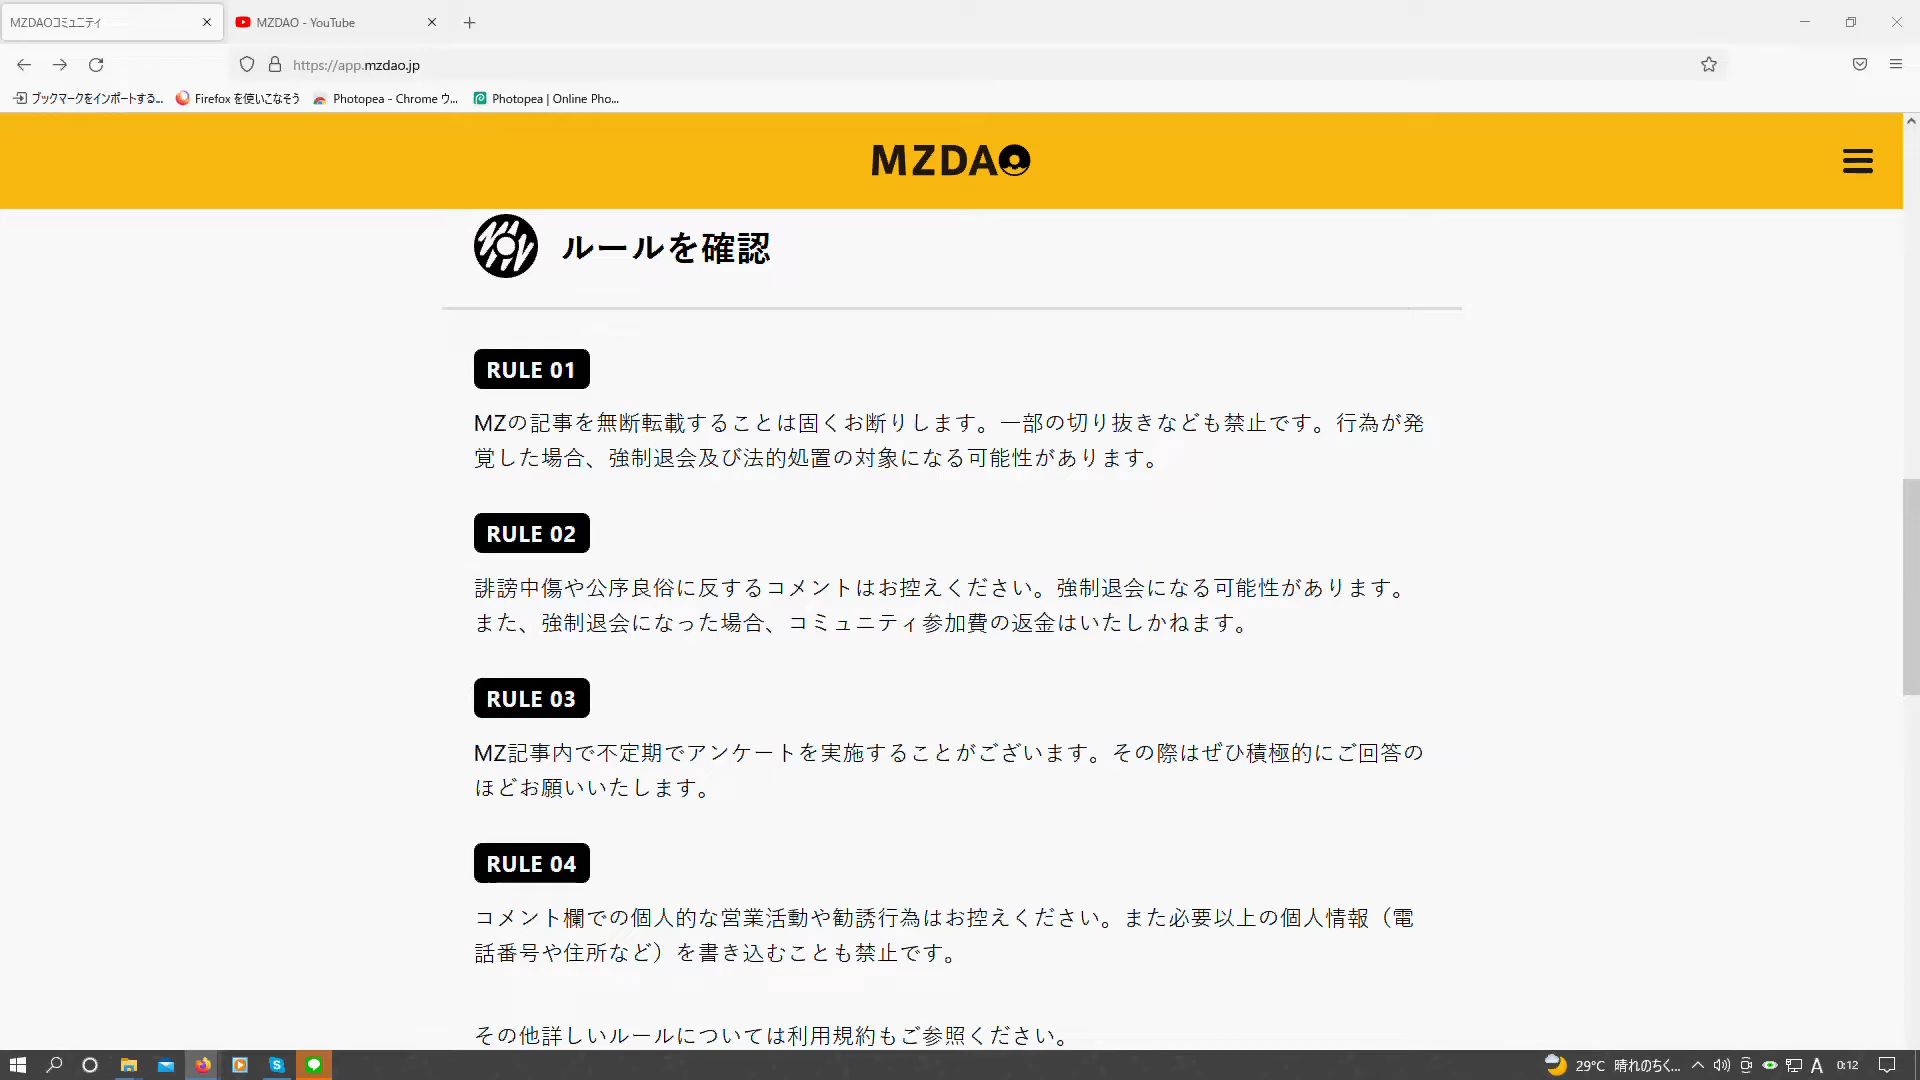 MZDAOコミュニティ
MZDAO - YouTube
https://app.mzdao.jp
ブックマークをインポートする...
Firefox を使いこなそう
Photopea - Chrome ウ...
Photopea | Online Pho...
MZDAO
ルールを確認
RULE 01
MZの記事を無断転載することは固くお断りします。一部の切り抜きなども禁止です。行為が発
覚した場合、強制退会及び法的処置の対象になる可能性があります。
RULE 02
誹謗中傷や公序良俗に反するコメントはお控えください。強制退会になる可能性があります。
また、強制退会になった場合、コミュニティ参加費の返金はいたしかねます。
RULE 03
MZ記事内で不定期でアンケートを実施することがございます。その際はぜひ積極的にご回答の
ほどお願いいたします。
RULE 04
コメント欄での個人的な営業活動や勧誘行為はお控えください。また必要以上の個人情報（電
話番号や住所など）を書き込むことも禁止です。
その他詳しいルールについては利用規約もご参照ください。
29°C 晴れのちく... A 0:12